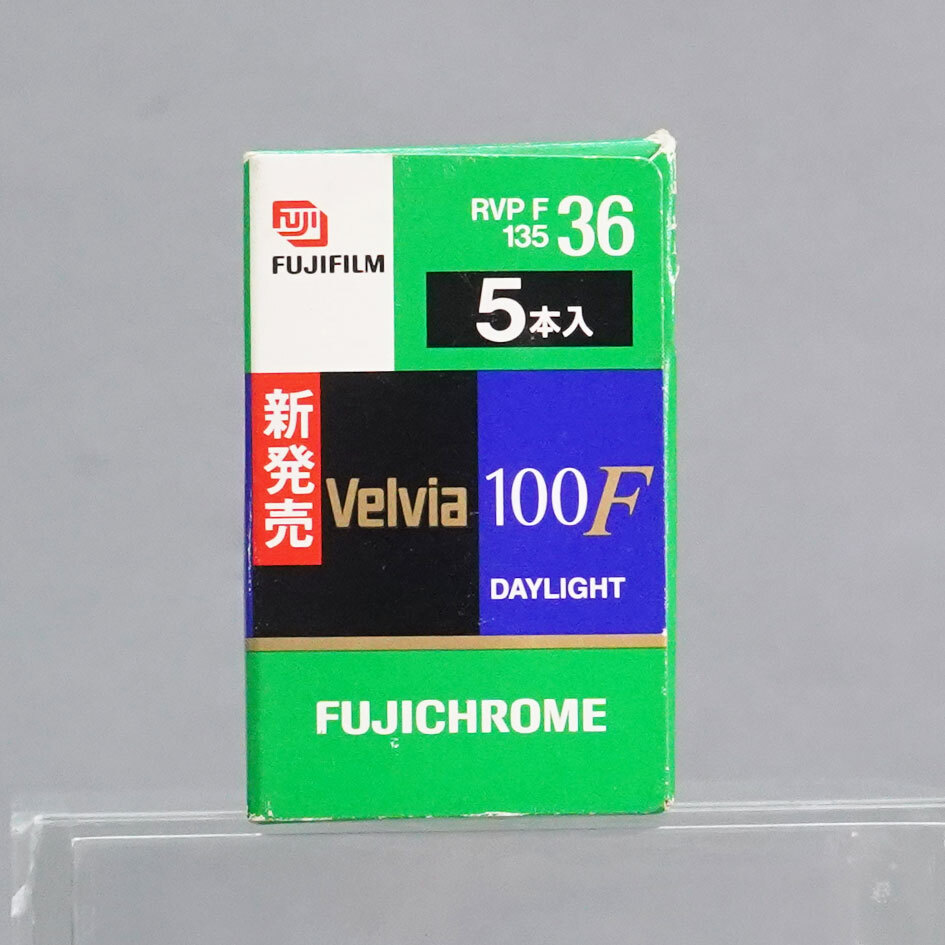 FUJI
FUJIFILM
RVP F
135
36
5本入
新発売
Velvia
100F
DAYLIGHT
FUJICHROME